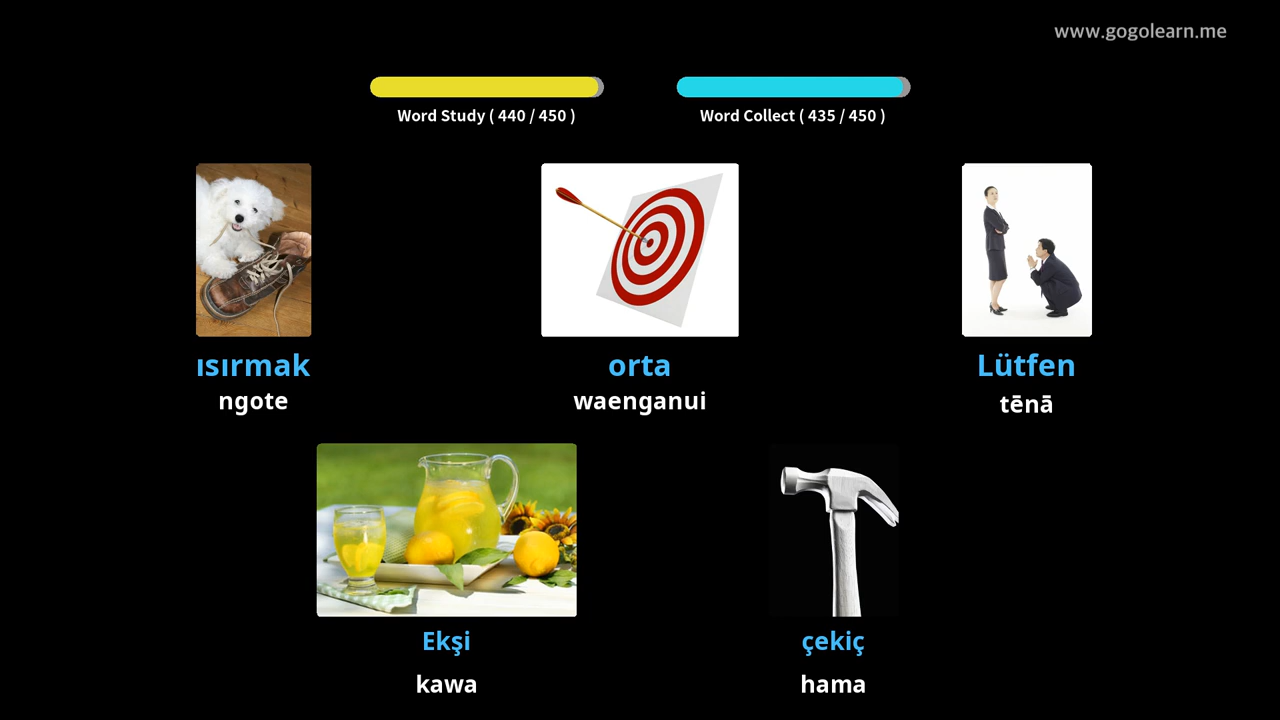 www.gogolearn.me
Word Study ( 440 / 450 )
Word Collect ( 435 / 450 )
ısırmak
ngote
orta
waenganui
Lütfen
tēnā
Ekşi
kawa
çekiç
hama